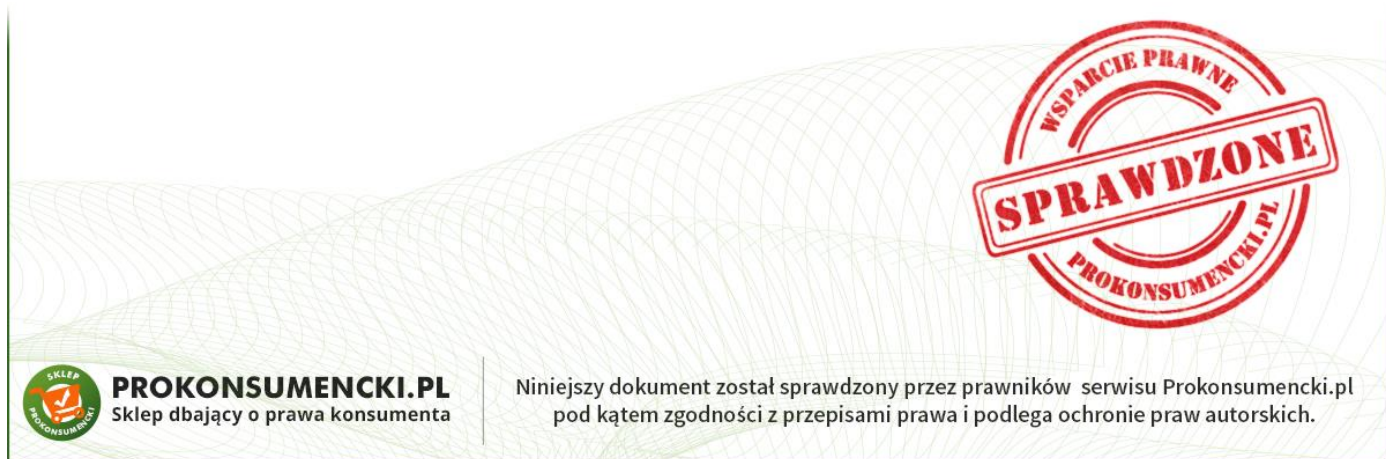 WSPARCIE PRAWNE
SPRAWDZONE
PROKONSUMENCKI.PL
SKLEP
PROKONSUMENCKI
PROKONSUMENCKI.PL
Sklep dbający o prawa konsumenta
Niniejszy dokument został sprawdzony przez prawników serwisu Prokonsumencki.pl
pod kątem zgodności z przepisami prawa i podlega ochronie praw autorskich.